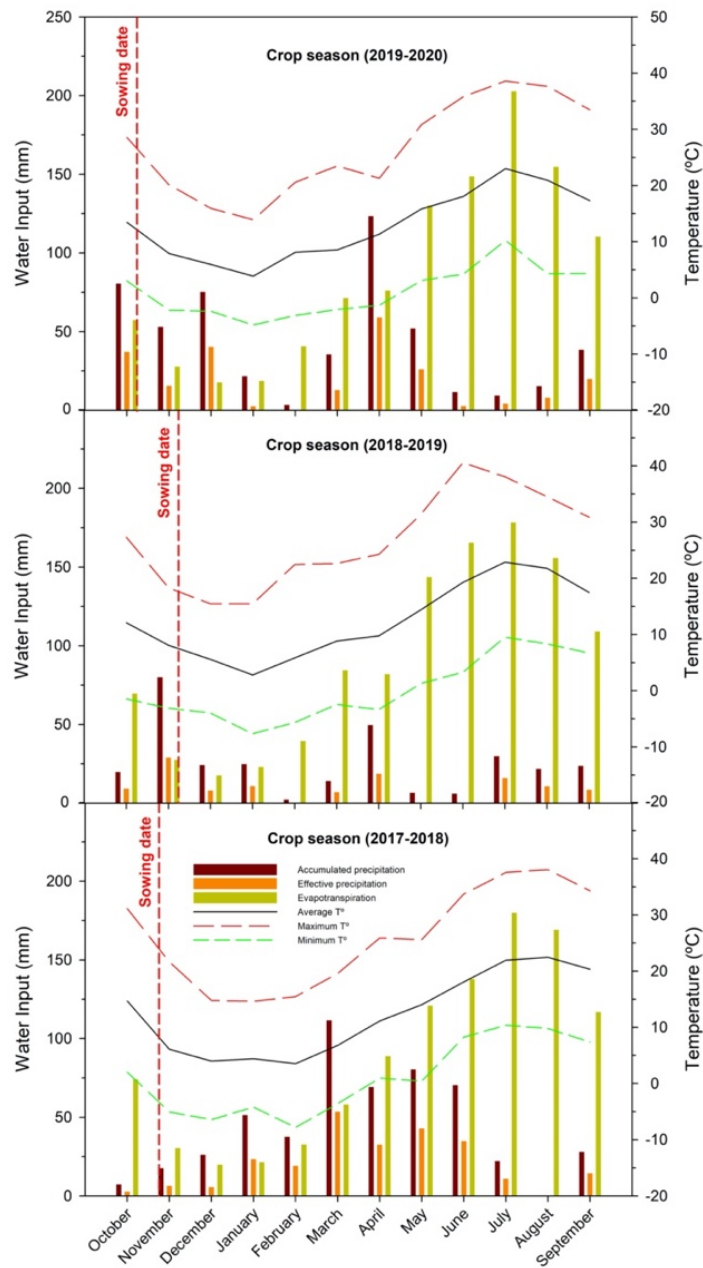 Crop season (2019-2020)
Sowing date
Water Input (mm)
250
200
150
100
50
0
Temperature (ºC)
50
40
30
20
10
0
-10
-20
Crop season (2018-2019)
Sowing date
Water Input (mm)
200
150
100
50
0
Temperature (ºC)
40
30
20
10
0
-10
-20
Crop season (2017-2018)
Sowing date
Accumulated precipitation
Effective precipitation
Evapotranspiration
Average Tº
Maximum Tº
Minimum Tº
Water Input (mm)
200
150
100
50
0
Temperature (ºC)
40
30
20
10
0
-10
-20
October
November
December
January
February
March
April
May
June
July
August
September